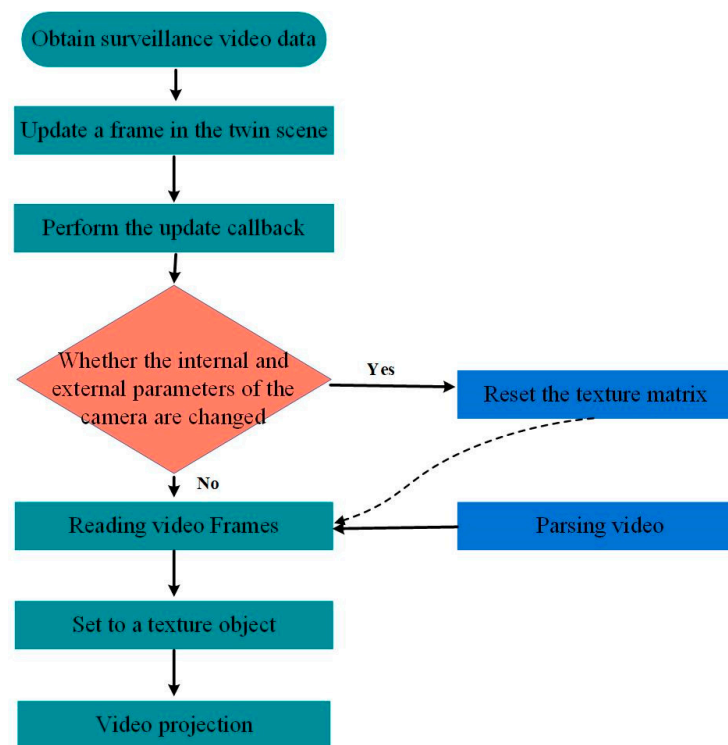 Obtain surveillance video data
Update a frame in the twin scene
Perform the update callback
Whether the internal and
external parameters of the
camera are changed
Yes
Reset the texture matrix
No
Reading video Frames
Parsing video
Set to a texture object
Video projection